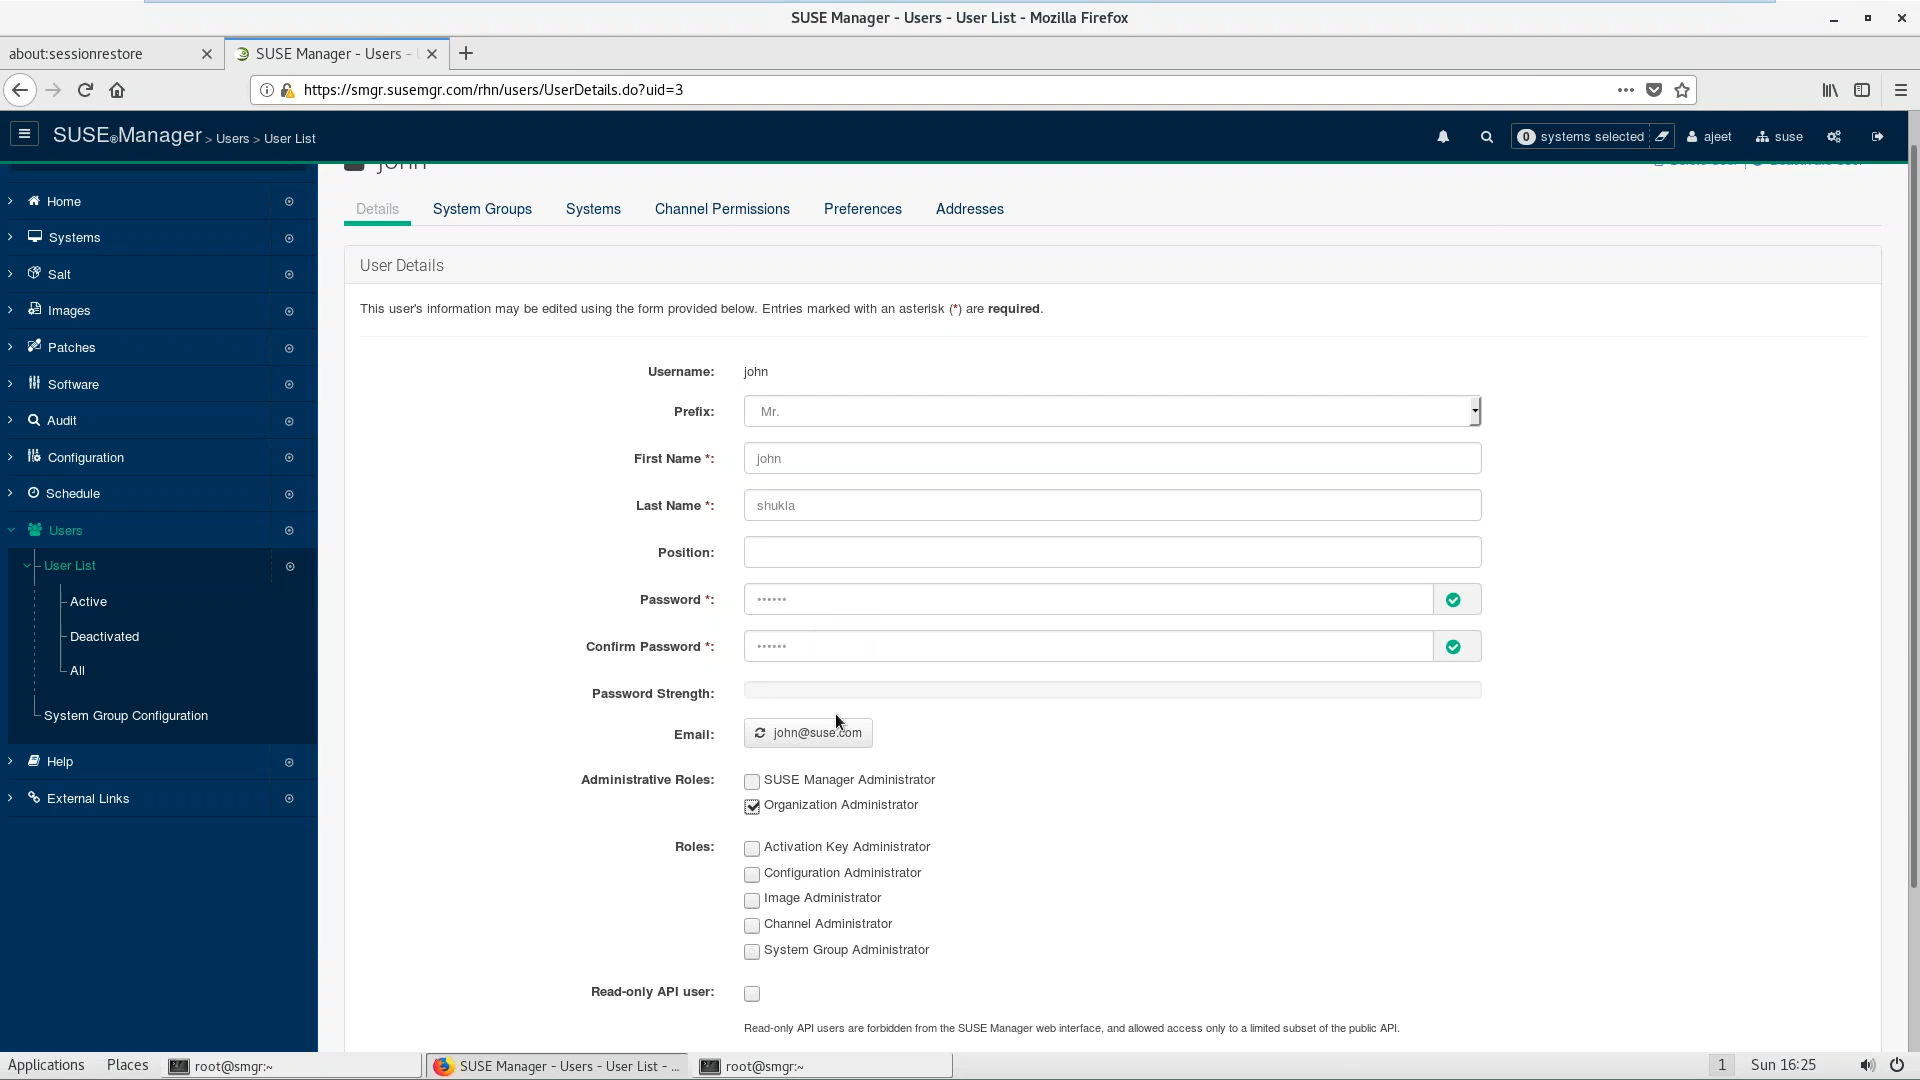 SUSE Manager - Users - User List - Mozilla Firefox
about:sessionrestore
SUSE Manager - Users -
https://smgr.susemgr.com/rhn/users/UserDetails.do?uid=3
SUSE Manager > Users > User List
0 systems selected
ajeet
suse
john
Home
Systems
Salt
Images
Patches
Software
Audit
Configuration
Schedule
Users
User List
Active
Deactivated
All
System Group Configuration
Help
External Links
Details
System Groups
Systems
Channel Permissions
Preferences
Addresses
User Details
This user's information may be edited using the form provided below. Entries marked with an asterisk (*) are required.
Username: john
Prefix: Mr.
First Name *: john
Last Name *: shukla
Position:
Password *: ••••••
Confirm Password *: ••••••
Password Strength:
Email: john@suse.com
Administrative Roles: SUSE Manager Administrator
Organization Administrator
Roles: Activation Key Administrator
Configuration Administrator
Image Administrator
Channel Administrator
System Group Administrator
Read-only API user:
Read-only API users are forbidden from the SUSE Manager web interface, and allowed access only to a limited subset of the public API.
Applications
Places
root@smgr:~
SUSE Manager - Users - User List - ...
root@smgr:~
1
Sun 16:25